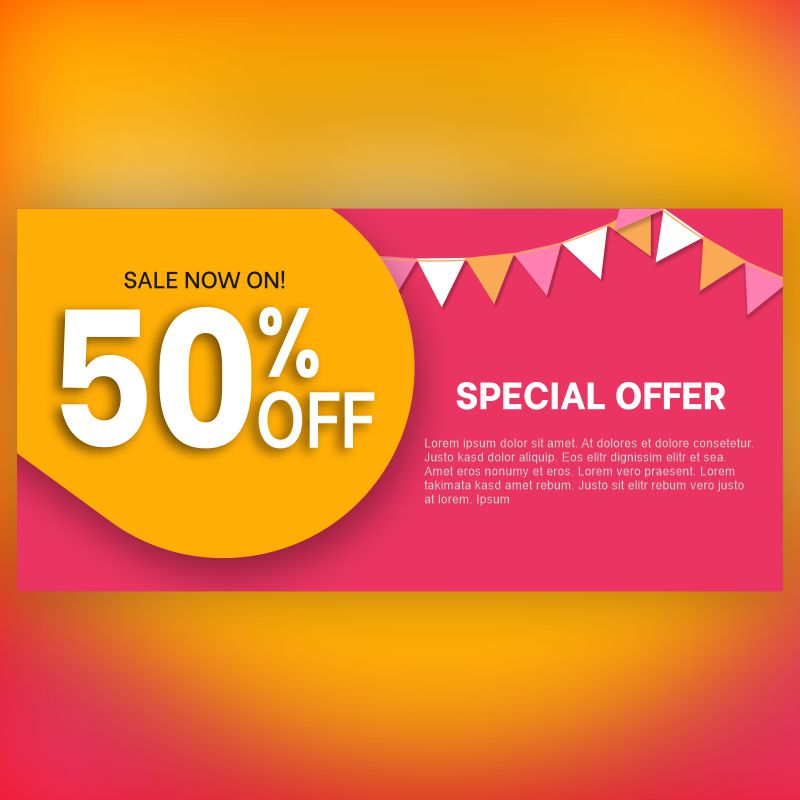 SALE NOW ON!
50%
OFF
SPECIAL OFFER
Lorem ipsum dolor sit amet. At dolores et dolore consetetur.
Justo kasd dolor aliquip. Eos elitr dignissim elitr et sea.
Amet eros nonumy et eros. Lorem vero praesent. Lorem
takimata kasd amet rebum. Justo sit elitr rebum vero justo
at lorem. Ipsum